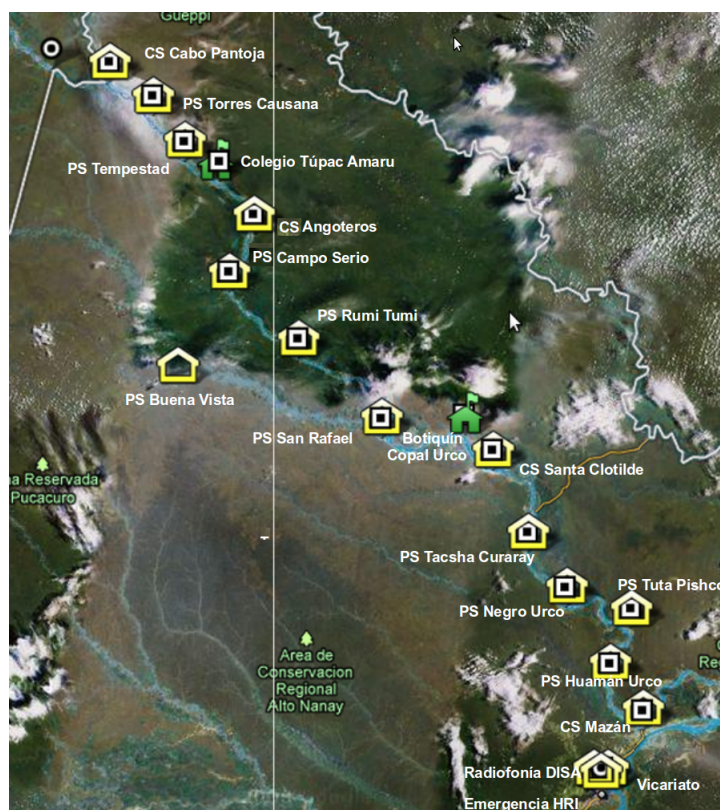 Gueppi
CS Cabo Pantoja
PS Torres Causana
PS Tempestad
Colegio Túpac Amaru
CS Angoteros
PS Campo Serio
PS Rumi Tumi
PS Buena Vista
PS San Rafael
Botiquín
Copal Urco
CS Santa Clotilde
na Reservada
Pucacuro
PS Tacsha Curaray
PS Tuta Pishco
PS Negro Urco
Area de
Conservacion
Regional
Alto Nanay
PS Huaman Urco
CS Mazán
Radiofonía DISA
Vicariato
Emergencia HRI